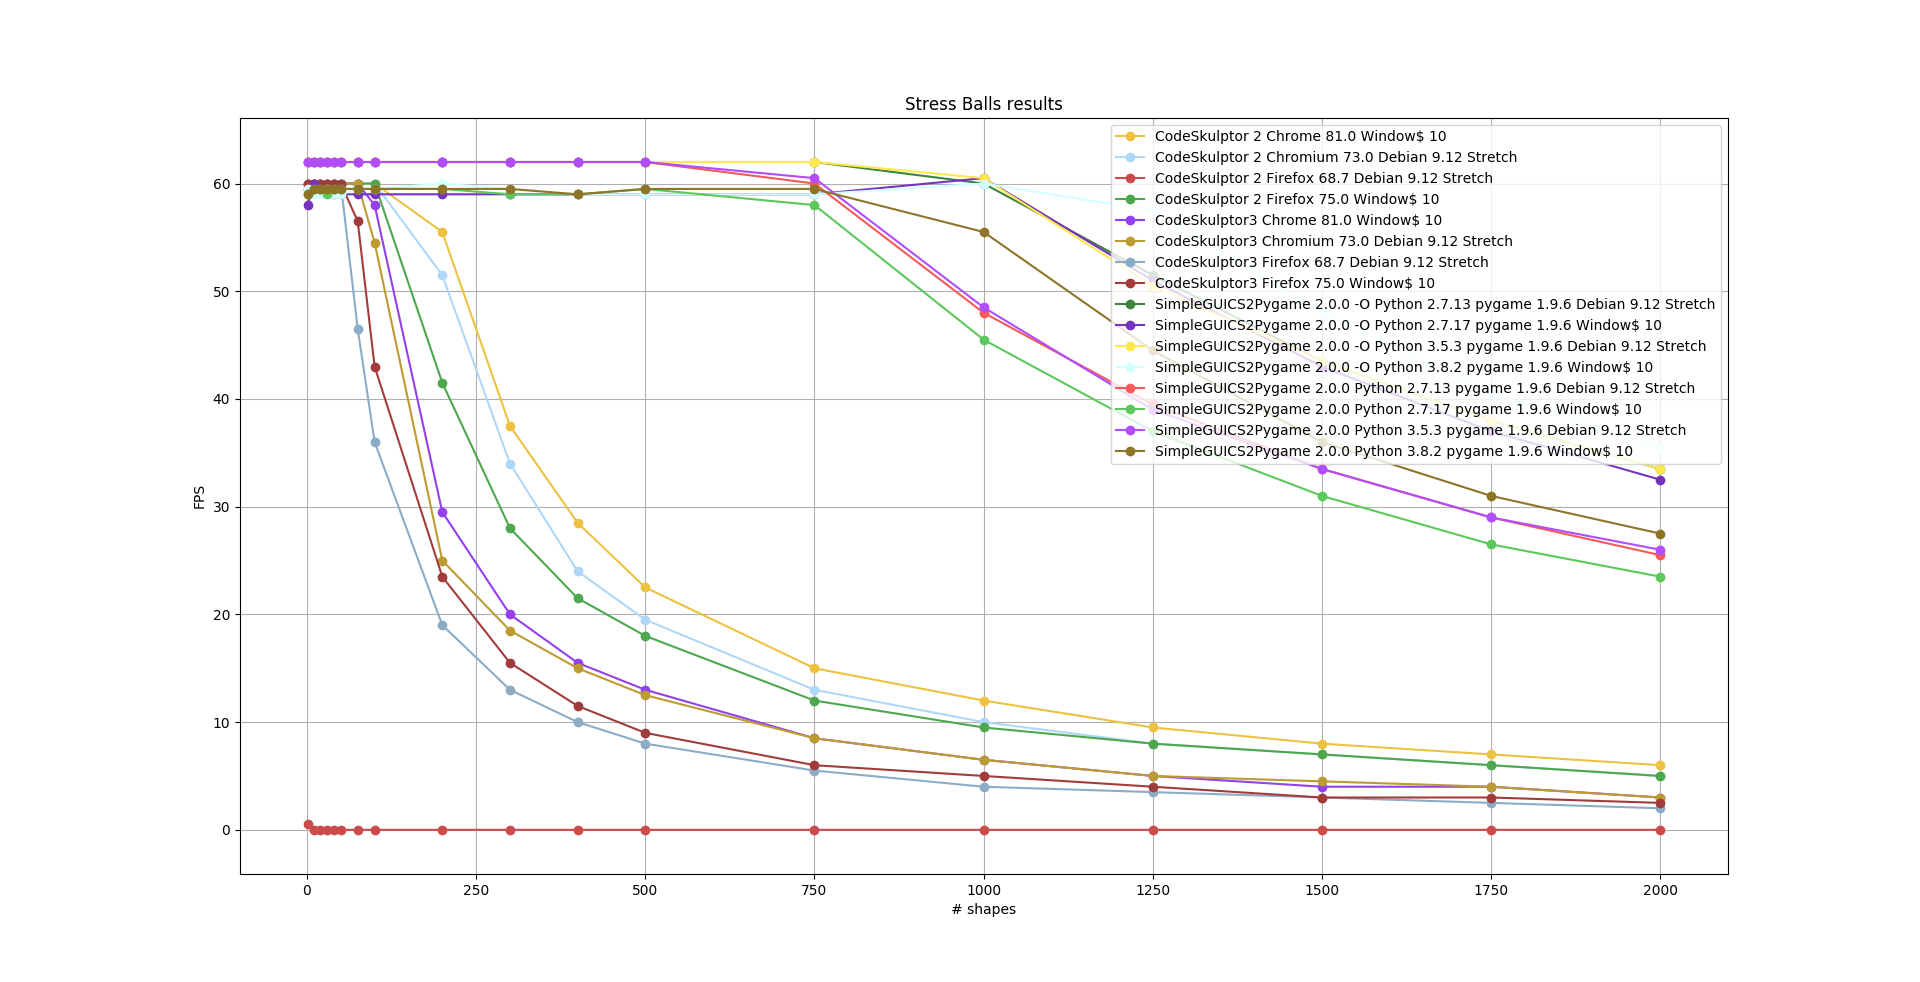 Stress Balls results
CodeSkulptor 2 Chrome 81.0 Window$ 10
CodeSkulptor 2 Chromium 73.0 Debian 9.12 Stretch
CodeSkulptor 2 Firefox 68.7 Debian 9.12 Stretch
CodeSkulptor 2 Firefox 75.0 Window$ 10
CodeSkulptor3 Chrome 81.0 Window$ 10
CodeSkulptor3 Chromium 73.0 Debian 9.12 Stretch
CodeSkulptor3 Firefox 68.7 Debian 9.12 Stretch
CodeSkulptor3 Firefox 75.0 Window$ 10
SimpleGUICS2Pygame 2.0.0 -O Python 2.7.13 pygame 1.9.6 Debian 9.12 Stretch
SimpleGUICS2Pygame 2.0.0 -O Python 2.7.17 pygame 1.9.6 Window$ 10
SimpleGUICS2Pygame 2.0.0 -O Python 3.5.3 pygame 1.9.6 Debian 9.12 Stretch
SimpleGUICS2Pygame 2.0.0 -O Python 3.8.2 pygame 1.9.6 Window$ 10
SimpleGUICS2Pygame 2.0.0 Python 2.7.13 pygame 1.9.6 Debian 9.12 Stretch
SimpleGUICS2Pygame 2.0.0 Python 2.7.17 pygame 1.9.6 Window$ 10
SimpleGUICS2Pygame 2.0.0 Python 3.5.3 pygame 1.9.6 Debian 9.12 Stretch
SimpleGUICS2Pygame 2.0.0 Python 3.8.2 pygame 1.9.6 Window$ 10
60
50
40
30
20
10
0
FPS
0 250 500 750 1000 1250 1500 1750 2000
# shapes